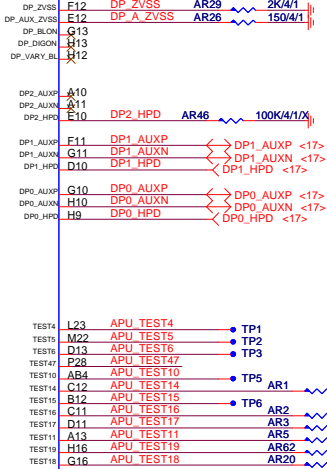 DP_ZVSS F12 DP_ZVSS AR29 2K/4/1
DP_AUX_ZVSS E12 DP_A_ZVSS AR26 150/4/1
DP_BLON G13
DP_DIGON H13
DP_VARY_BL H12
DP2_AUXP A10
DP2_AUXN A11
DP2_HPD E10 DP2_HPD AR46 100K/4/1/X
DP1_AUXP F11 DP1_AUXP DP1_AUXP <17>
DP1_AUXN G11 DP1_AUXN DP1_AUXN <17>
DP1_HPD D10 DP1_HPD DP1_HPD <17>
DP0_AUXP G10 DP0_AUXP DP0_AUXP <17>
DP0_AUXN H10 DP0_AUXN DP0_AUXN <17>
DP0_HPD H9 DP0_HPD DP0_HPD <17>
TEST4 L23 APU_TEST4 TP1
TEST5 M22 APU_TEST5 TP2
TEST6 D13 APU_TEST6 TP3
TEST47 P28 APU_TEST47
TEST10 AB4 APU_TEST10 TP5
TEST14 C12 APU_TEST14 AR1
TEST15 B12 APU_TEST15 TP6
TEST16 C11 APU_TEST16 AR2
TEST17 D11 APU_TEST17 AR3
TEST11 A13 APU_TEST11 AR5
TEST19 H16 APU_TEST19 AR62
TEST18 G16 APU_TEST18 AR20